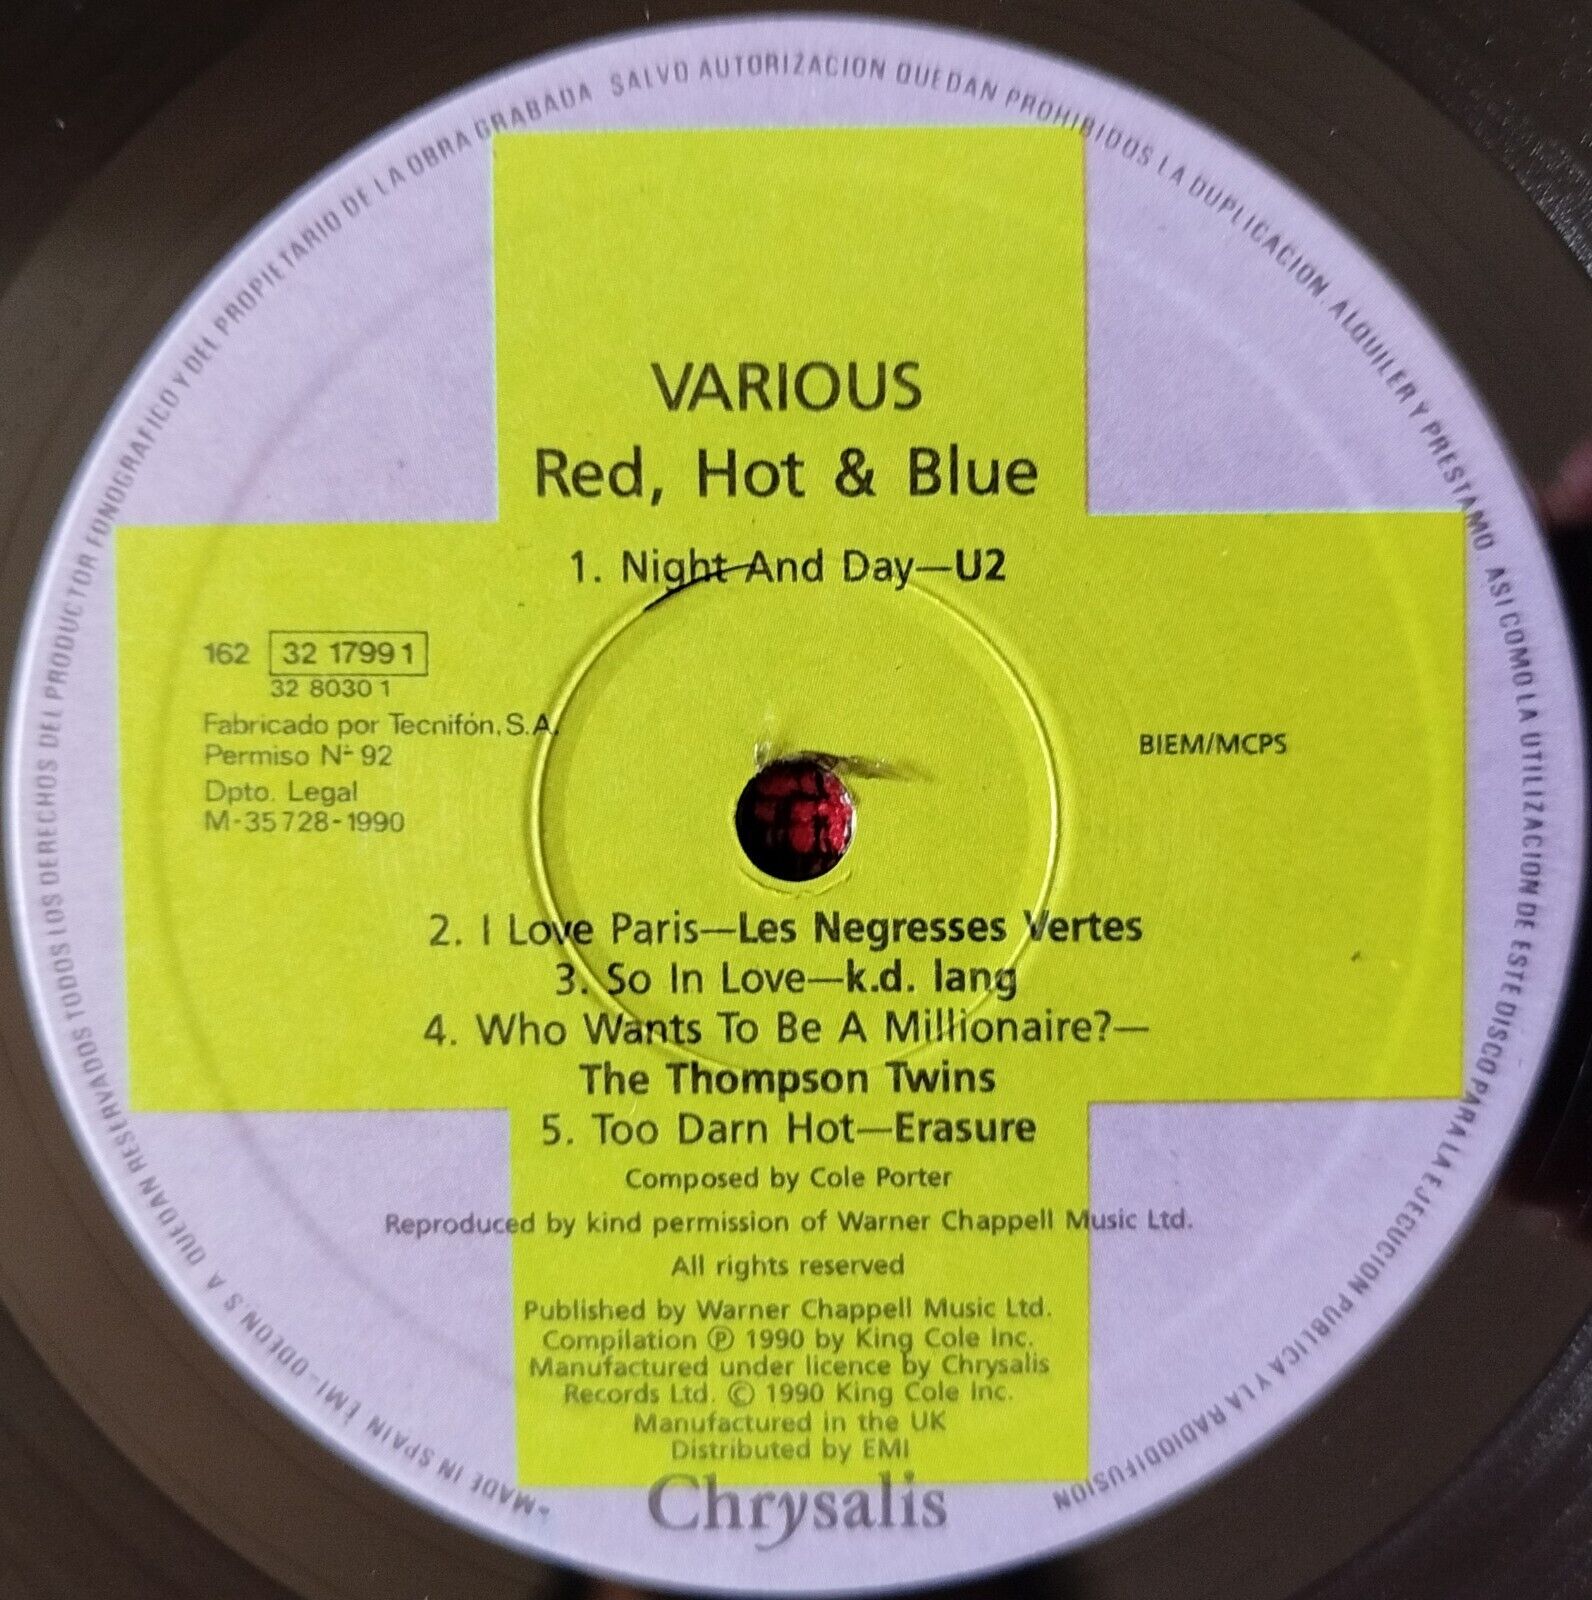 VARIOUS
Red, Hot & Blue
1. Night And Day—U2
162 32 1799 1
32 8030 1
Fabricado por Tecnifón, S.A.
Permiso Nº 92
Dpto. Legal
M-35728-1990
BIEM/MCPS
2. I Love Paris—Les Negresses Vertes
3. So In Love—k.d. lang
4. Who Wants To Be A Millionaire?—
The Thompson Twins
5. Too Darn Hot—Erasure
Composed by Cole Porter
Reproduced by kind permission of Warner Chappell Music Ltd.
All rights reserved
Published by Warner Chappell Music Ltd.
Compilation ℗ 1990 by King Cole Inc.
Manufactured under licence by Chrysalis
Records Ltd. © 1990 King Cole Inc.
Manufactured in the UK
Distributed by EMI
Chrysalis
-MADE IN SPAIN EMI-ODEON, S.A. QUEDAN RESERVADOS TODOS LOS DERECHOS DEL PRODUCTOR FONOGRAFICO Y DEL PROPIETARIO DE LA OBRA GRABADA SALVO AUTORIZACION QUEDAN PROHIBIDOS LA DUPLICACION, ALQUILER Y PRESTAMO ASI COMO LA UTILIZACION DE ESTE DISCO PARA LA EJECUCION PUBLICA Y LA RADIODIFUSION